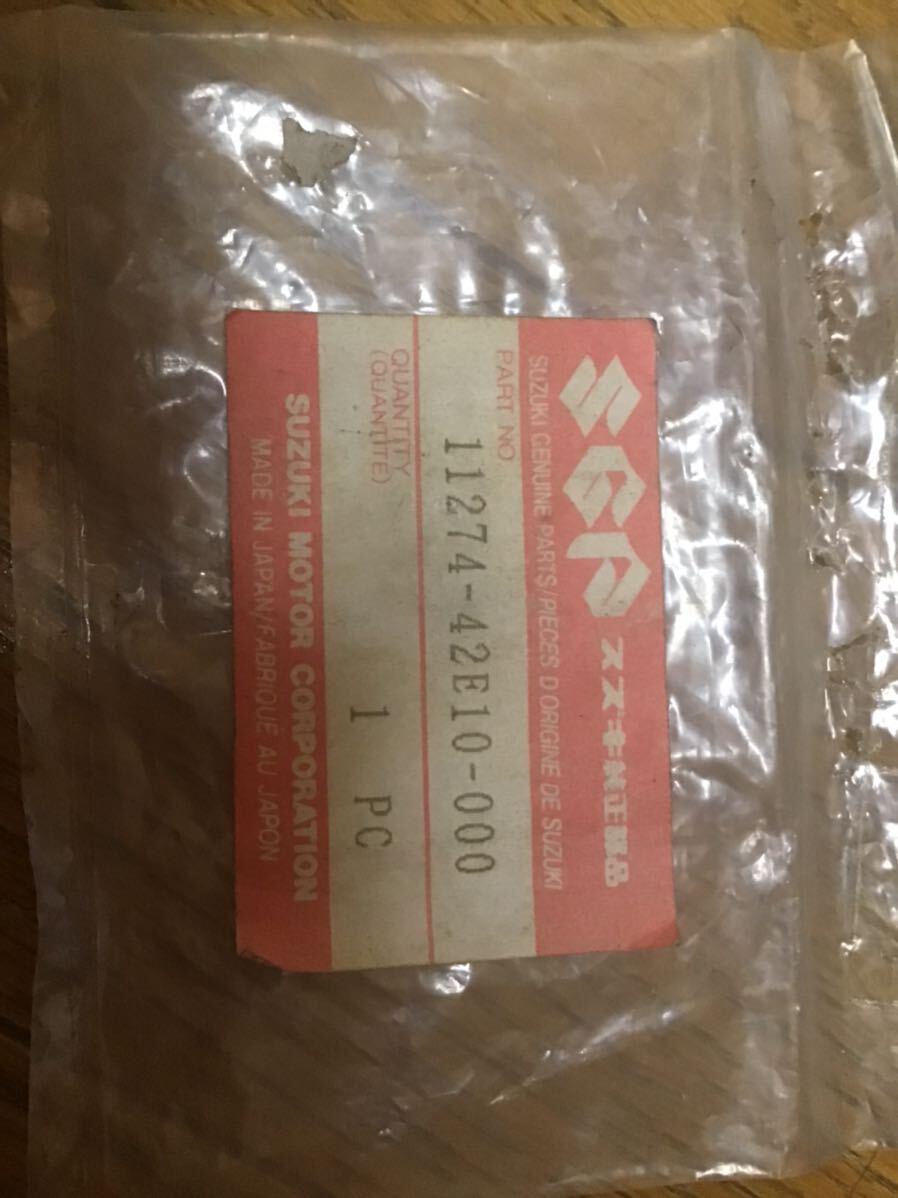 SGP スズキ純正部品
SUZUKI GENUINE PARTS/PIECES D'ORIGINE DE SUZUKI
PART NO
11274-42E10-000
QUANTITY
(QUANTITE)
1 PC
SUZUKI MOTOR CORPORATION
MADE IN JAPAN/FABRIQUE AU JAPON